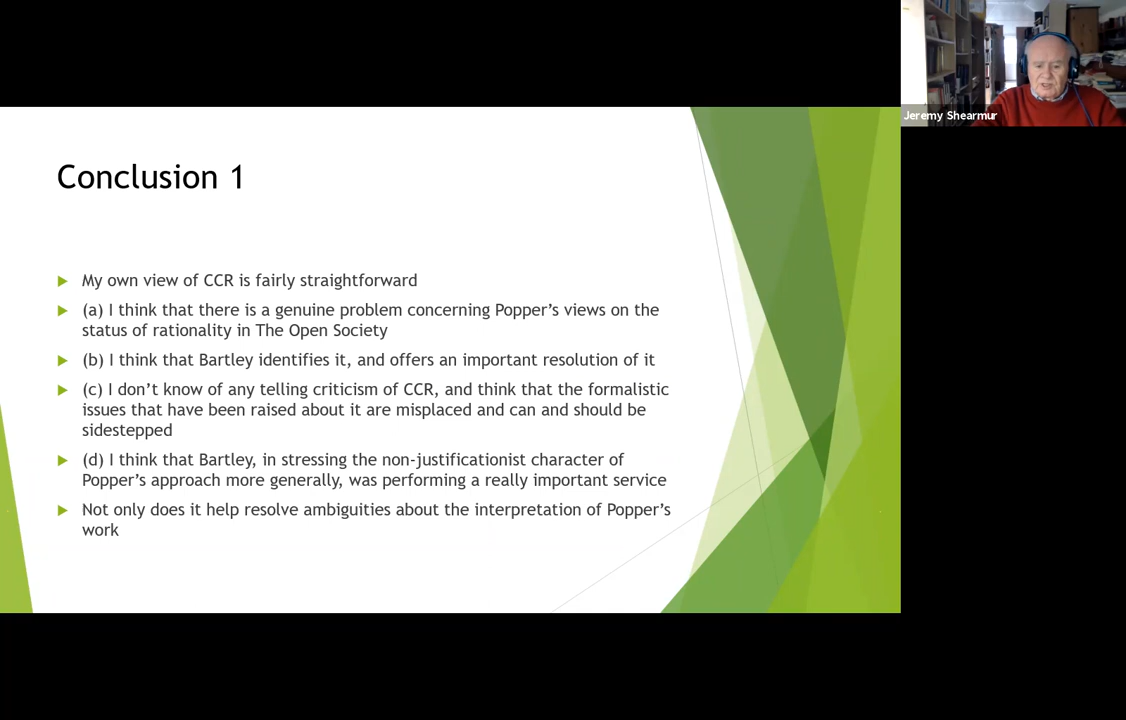 Conclusion 1
My own view of CCR is fairly straightforward
(a) I think that there is a genuine problem concerning Popper's views on the
status of rationality in The Open Society
(b) I think that Bartley identifies it, and offers an important resolution of it
(c) I don't know of any telling criticism of CCR, and think that the formalistic
issues that have been raised about it are misplaced and can and should be
sidestepped
(d) I think that Bartley, in stressing the non-justificationist character of
Popper's approach more generally, was performing a really important service
Not only does it help resolve ambiguities about the interpretation of Popper's
work
Jeremy Shearmur